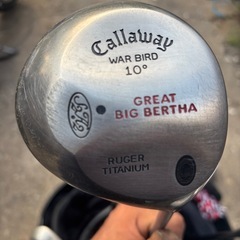 Callaway
WAR BIRD
10°
GREAT
BIG BERTHA
RUGER
TITANIUM